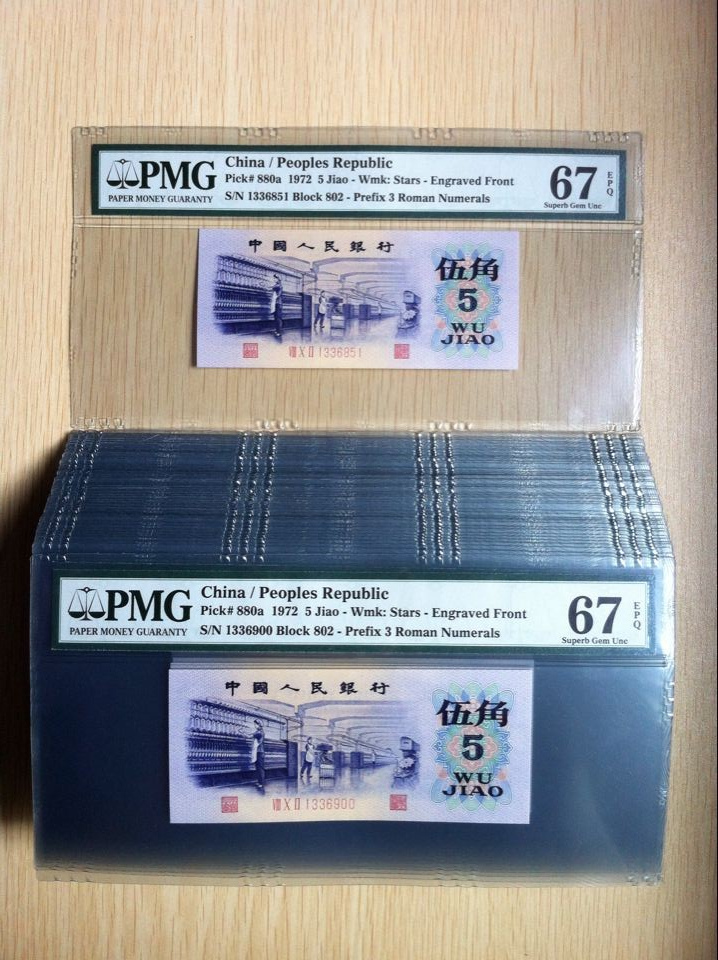 PMG
PAPER MONEY GUARANTY
China / Peoples Republic
Pick# 880a 1972 5 Jiao - Wmk: Stars - Engraved Front
S/N 1336851 Block 802 - Prefix 3 Roman Numerals
67
EPQ
Superb Gem Unc
中國人民銀行
伍角
5
WU
JIAO
VIII X II 1336851
PMG
PAPER MONEY GUARANTY
China / Peoples Republic
Pick# 880a 1972 5 Jiao - Wmk: Stars - Engraved Front
S/N 1336900 Block 802 - Prefix 3 Roman Numerals
67
EPQ
Superb Gem Unc
中國人民銀行
伍角
5
WU
JIAO
VIII X II 1336900